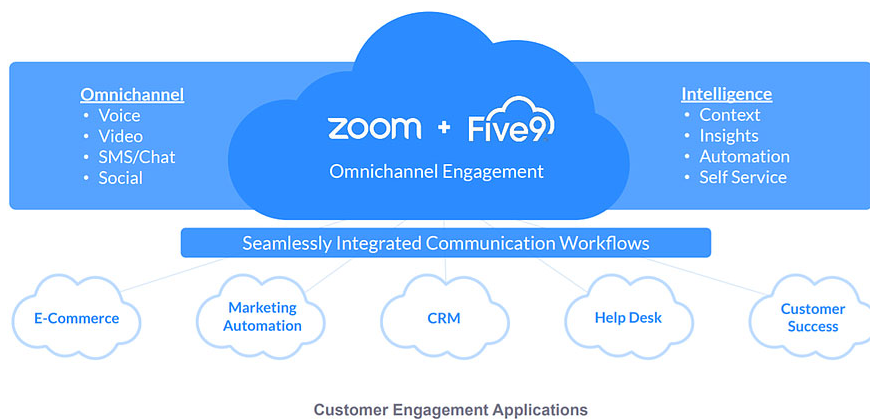 Omnichannel
• Voice
• Video
• SMS/Chat
• Social
zoom + Five9
Omnichannel Engagement
Intelligence
• Context
• Insights
• Automation
• Self Service
Seamlessly Integrated Communication Workflows
E-Commerce
Marketing
Automation
CRM
Help Desk
Customer
Success
Customer Engagement Applications